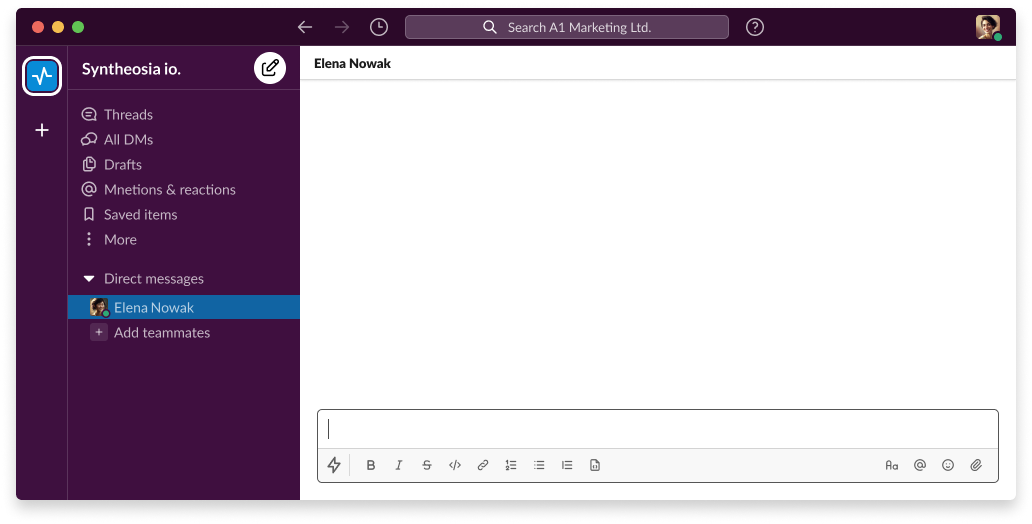 Search A1 Marketing Ltd.
Syntheosia io.
Elena Nowak
Threads
All DMs
Drafts
Mnetions & reactions
Saved items
More
Direct messages
Elena Nowak
+ Add teammates
B I S </> Aa @